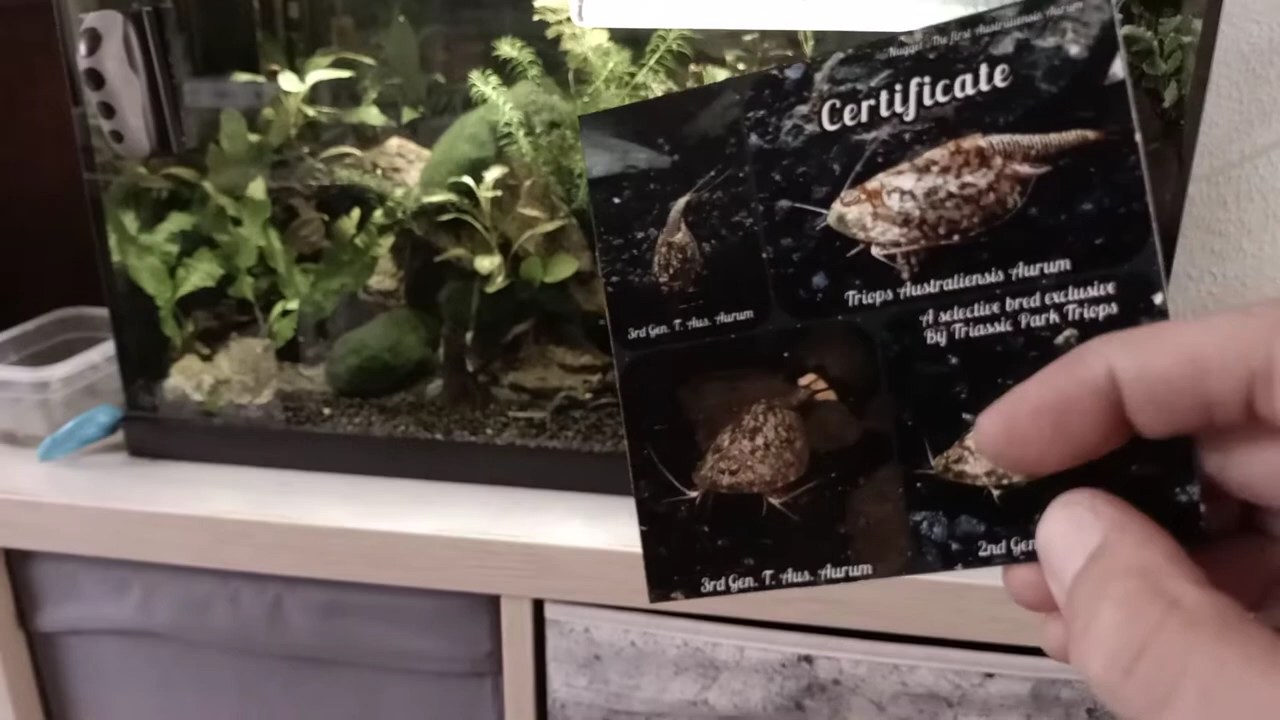 Nugget - The first Australiensis Aurum
Certificate
Triops Australiensis Aurum
A selective bred exclusive
By Triassic Park Triops
3rd Gen. T. Aus. Aurum
3rd Gen. T. Aus. Aurum
2nd Gen